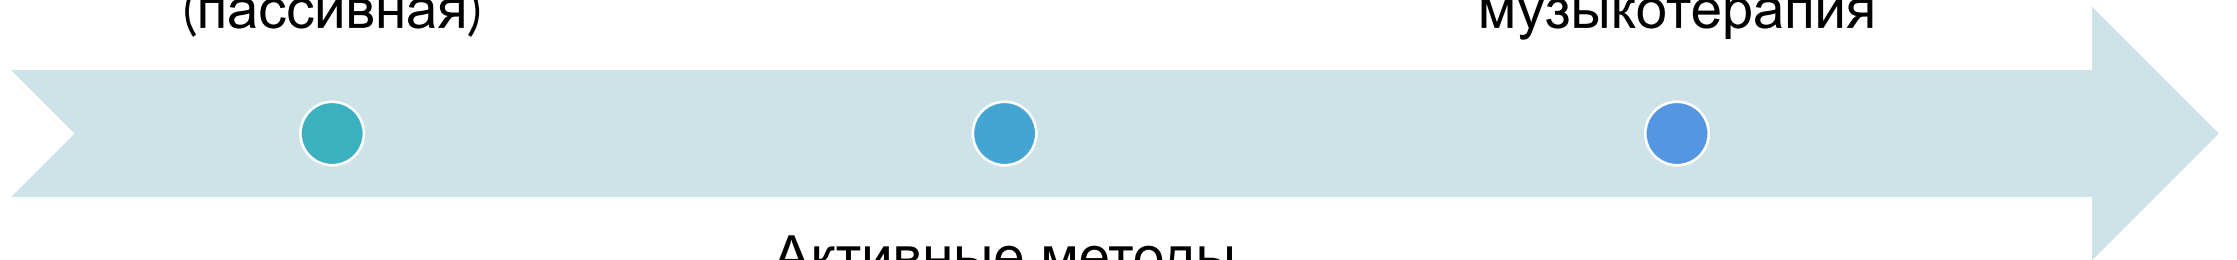 (пассивная)
музыкотерапия
Активные методы